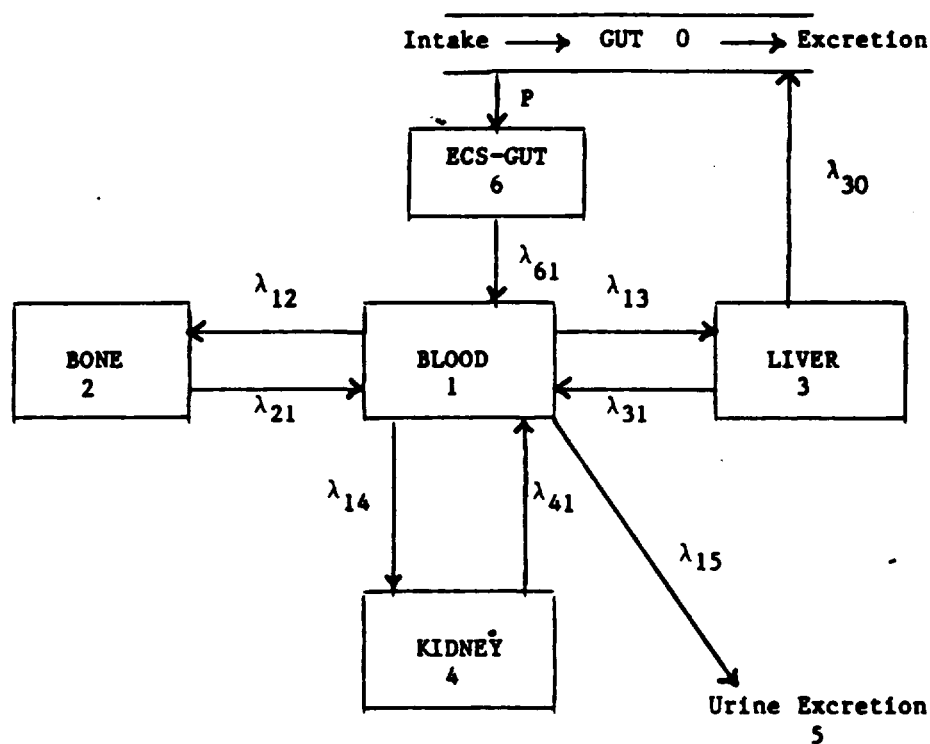 Intake GUT 0 Excretion
P
ECS-GUT
6
λ30
λ61
λ12
λ13
BONE
2
BLOOD
1
LIVER
3
λ21
λ31
λ14
λ41
λ15
KIDNEY
4
Urine Excretion
5